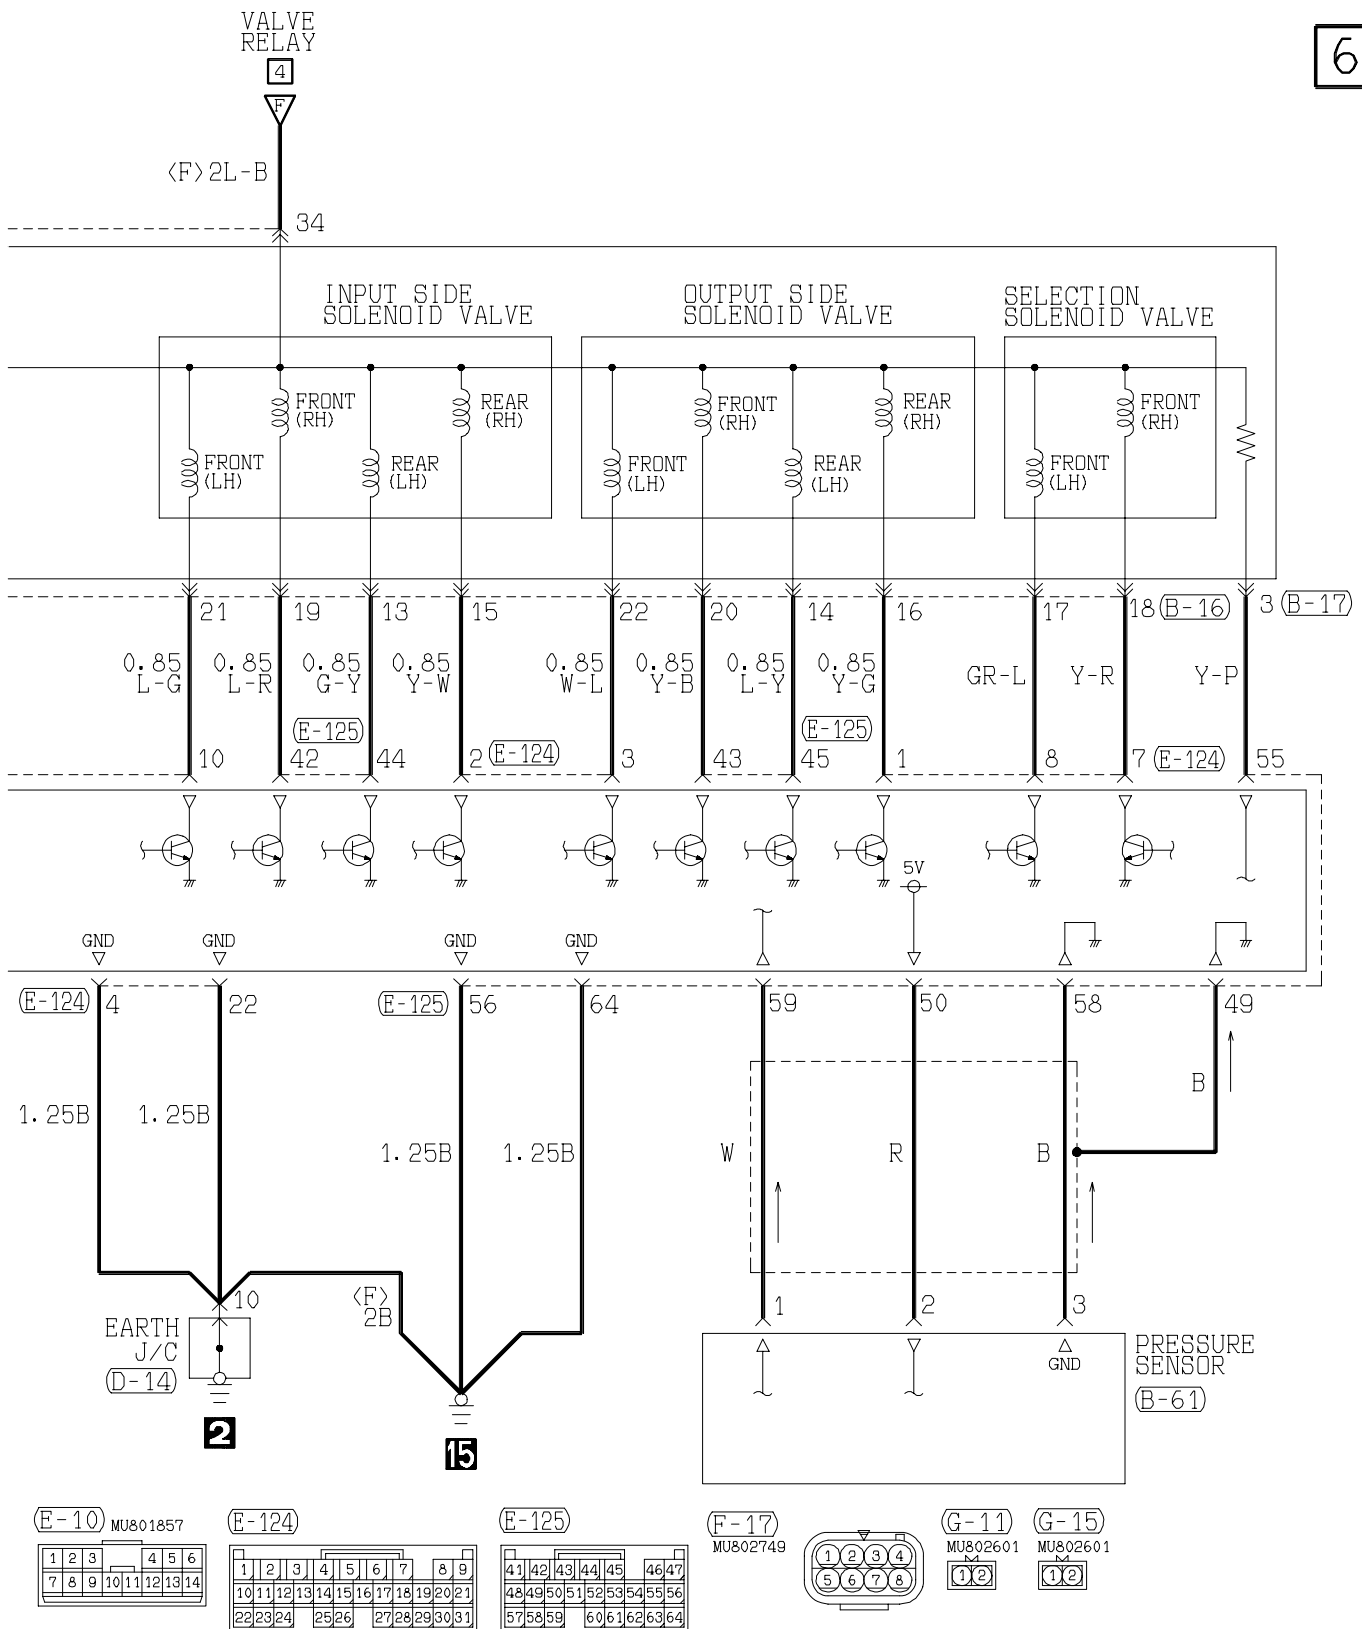 VALVE
RELAY
6
4
F
<F>2L-B
34
INPUT SIDE
SOLENOID VALVE
OUTPUT SIDE
SOLENOID VALVE
SELECTION
SOLENOID VALVE
FRONT
(RH)
REAR
(RH)
FRONT
(RH)
REAR
(RH)
FRONT
(RH)
FRONT
(LH)
REAR
(LH)
FRONT
(LH)
REAR
(LH)
FRONT
(LH)
21 19 13 15 22 20 14 16 17 18 (B-16) 3 (B-17)
0.85 0.85 0.85 0.85 0.85 0.85 0.85 0.85
L-G L-R G-Y Y-W W-L Y-B L-Y Y-G GR-L Y-R Y-P
(E-125) (E-125)
10 42 44 2 (E-124) 3 43 45 1 8 7 (E-124) 55
5V
GND GND GND GND
(E-124) 4 22 (E-125) 56 64 59 50 58 49
B
1.25B 1.25B
1.25B 1.25B W R B
10 <F>
2B
1 2 3
EARTH
J/C
(D-14)
GND
PRESSURE
SENSOR
(B-61)
2
15
(E-10) MU801857
1 2 3 4 5 6
7 8 9 10 11 12 13 14
(E-124)
1 2 3 4 5 6 7 8 9
10 11 12 13 14 15 16 17 18 19 20 21
22 23 24 25 26 27 28 29 30 31
(E-125)
41 42 43 44 45 46 47
48 49 50 51 52 53 54 55 56
57 58 59 60 61 62 63 64
(F-17)
MU802749
1 2 3 4
5 6 7 8
(G-11)
MU802601
1 2
(G-15)
MU802601
1 2